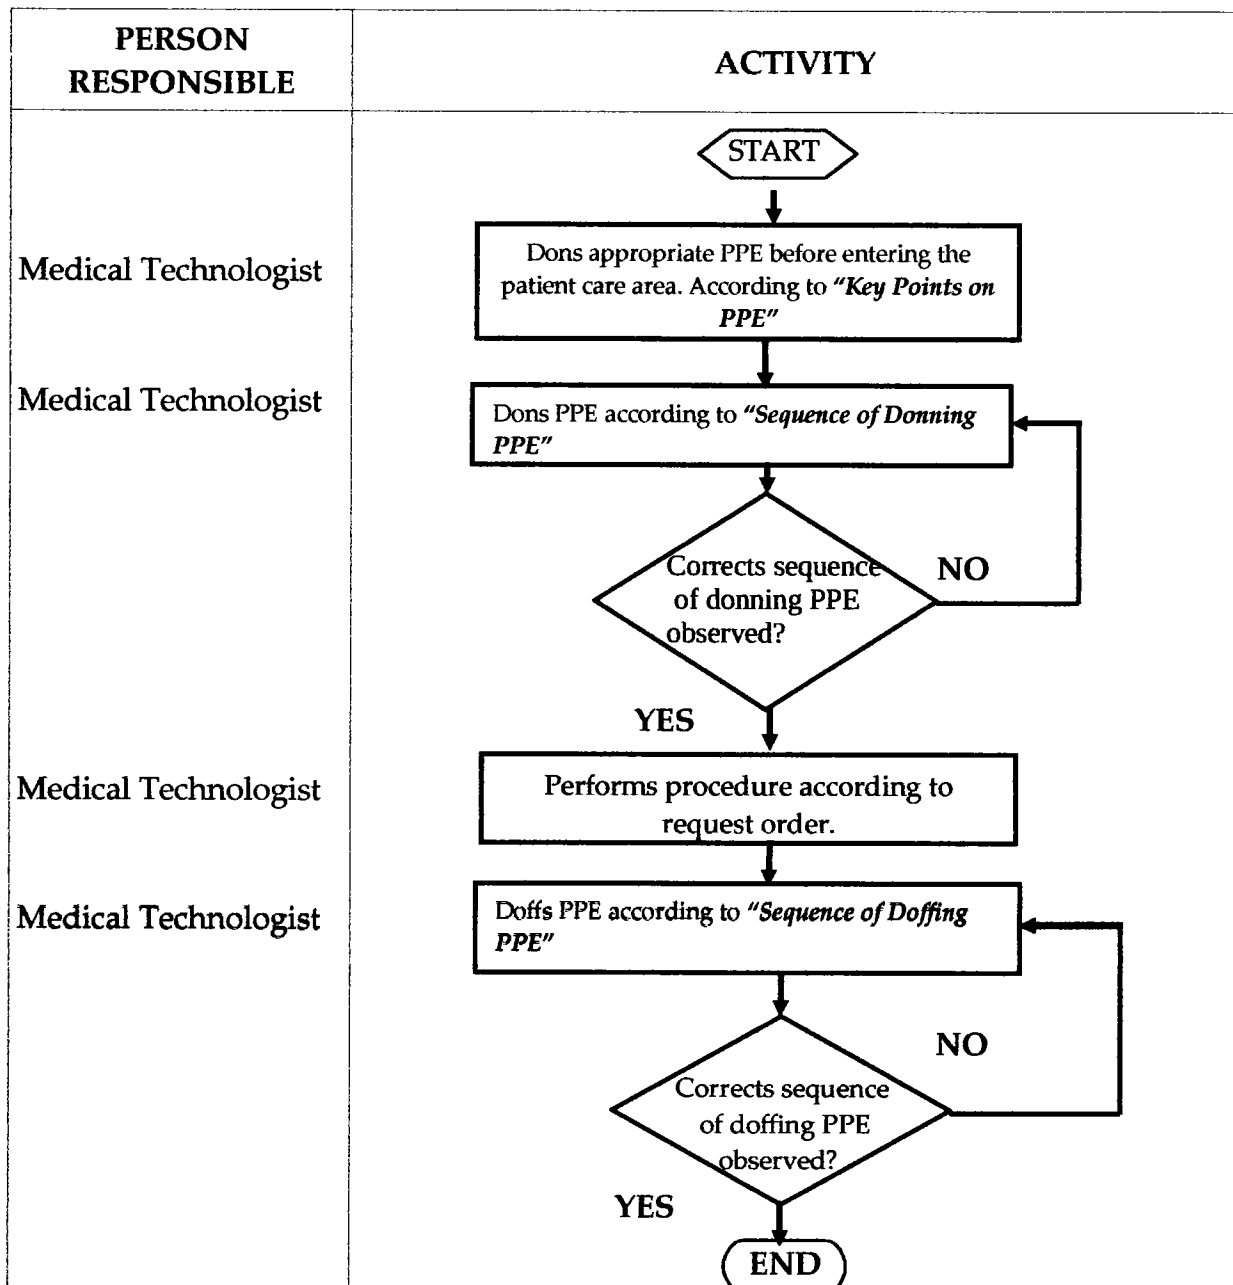 PERSON
RESPONSIBLE
ACTIVITY
START
Medical Technologist
Dons appropriate PPE before entering the
patient care area. According to "Key Points on
PPE"
Medical Technologist
Dons PPE according to "Sequence of Donning
PPE"
Corrects sequence
of donning PPE
observed?
NO
YES
Medical Technologist
Performs procedure according to
request order.
Medical Technologist
Doffs PPE according to "Sequence of Doffing
PPE"
NO
Corrects sequence
of doffing PPE
observed?
YES
END